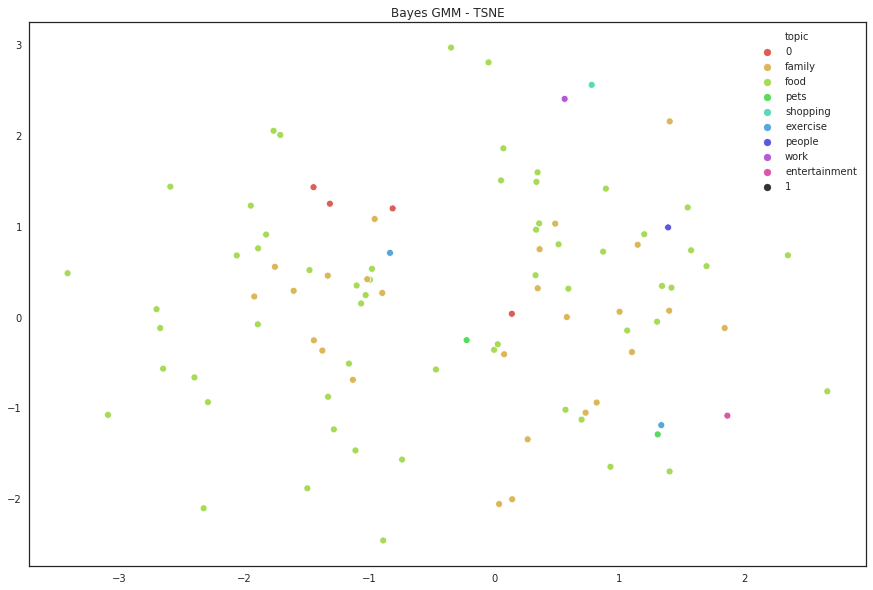 Bayes GMM - TSNE
topic
0
family
food
pets
shopping
exercise
people
work
entertainment
1
3
2
1
0
−1
−2
−3 −2 −1 0 1 2